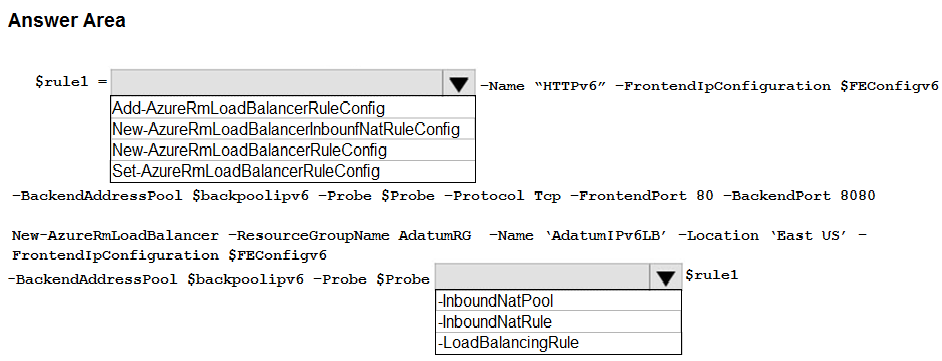 Answer Area
$rule1 = –Name “HTTPv6” –FrontendIpConfiguration $FEConfigv6
Add-AzureRmLoadBalancerRuleConfig
New-AzureRmLoadBalancerInbounfNatRuleConfig
New-AzureRmLoadBalancerRuleConfig
Set-AzureRmLoadBalancerRuleConfig
–BackendAddressPool $backpoolipv6 –Probe $Probe –Protocol Tcp –FrontendPort 80 –BackendPort 8080
New-AzureRmLoadBalancer –ResourceGroupName AdatumRG –Name ‘AdatumIPv6LB’ –Location ‘East US’ –
FrontendIpConfiguration $FEConfigv6
–BackendAddressPool $backpoolipv6 –Probe $Probe $rule1
-InboundNatPool
-InboundNatRule
-LoadBalancingRule